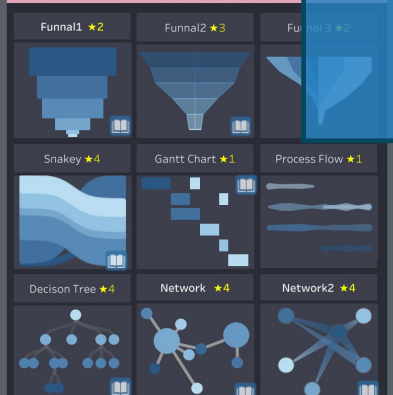 Funnal1 ★2
Funnal2 ★3
Funnel 3 ★2
Snakey ★4
Gantt Chart ★1
Process Flow ★1
Decison Tree ★4
Network ★4
Network2 ★4